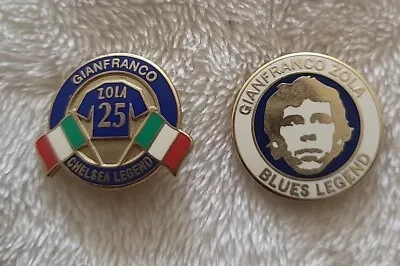 GIANFRANCO
ZOLA
25
CHELSEA LEGEND
GIANFRANCO ZOLA
BLUES LEGEND